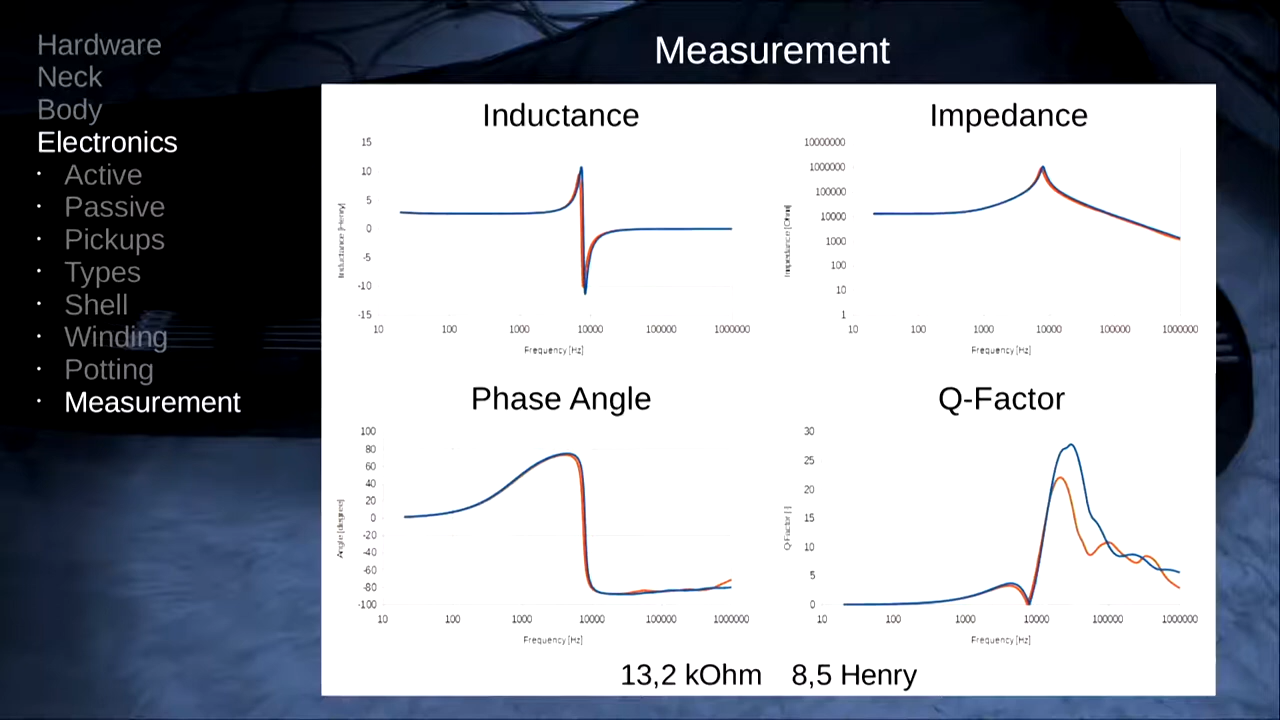 Hardware
Neck
Body
Electronics
· Active
· Passive
· Pickups
· Types
· Shell
· Winding
· Potting
· Measurement
Measurement
Inductance
15
10
5
0
-5
-10
-15
Inductance [Henry]
10 100 1000 10000 100000 1000000
Frequency [Hz]
Impedance
10000000
1000000
100000
10000
1000
100
10
1
Impedance [Ohm]
10 100 1000 10000 100000 1000000
Frequency [Hz]
Phase Angle
100
80
60
40
20
0
-20
-40
-60
-80
-100
Angle [degree]
10 100 1000 10000 100000 1000000
Frequency [Hz]
Q-Factor
30
25
20
15
10
5
0
Q-Factor [-]
10 100 1000 10000 100000 1000000
Frequency [Hz]
13,2 kOhm 8,5 Henry